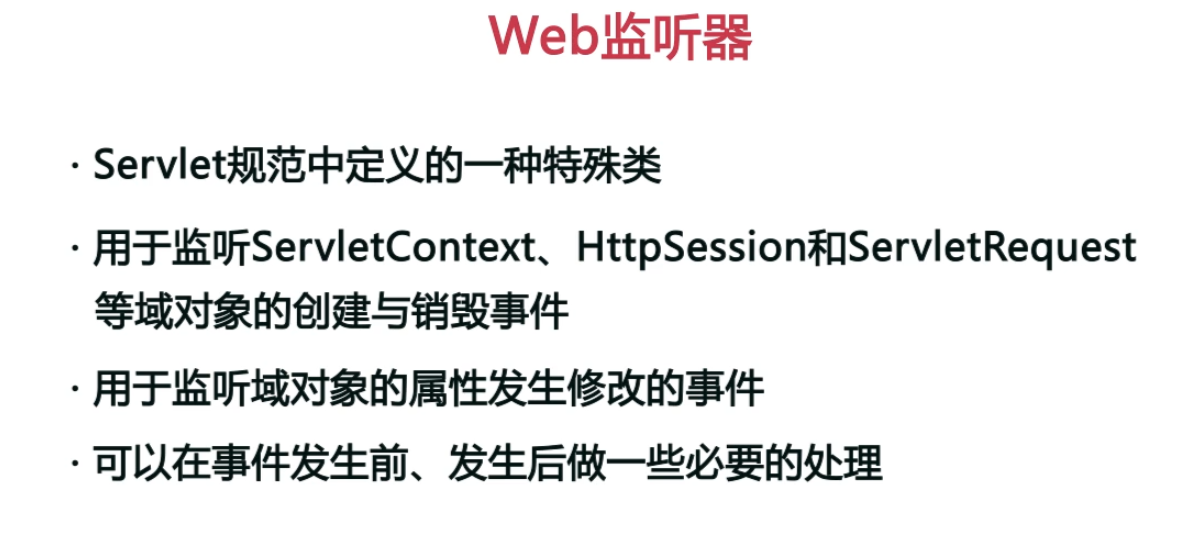 Web监听器
· Servlet规范中定义的一种特殊类
· 用于监听ServletContext、HttpSession和ServletRequest
等域对象的创建与销毁事件
· 用于监听域对象的属性发生修改的事件
· 可以在事件发生前、发生后做一些必要的处理